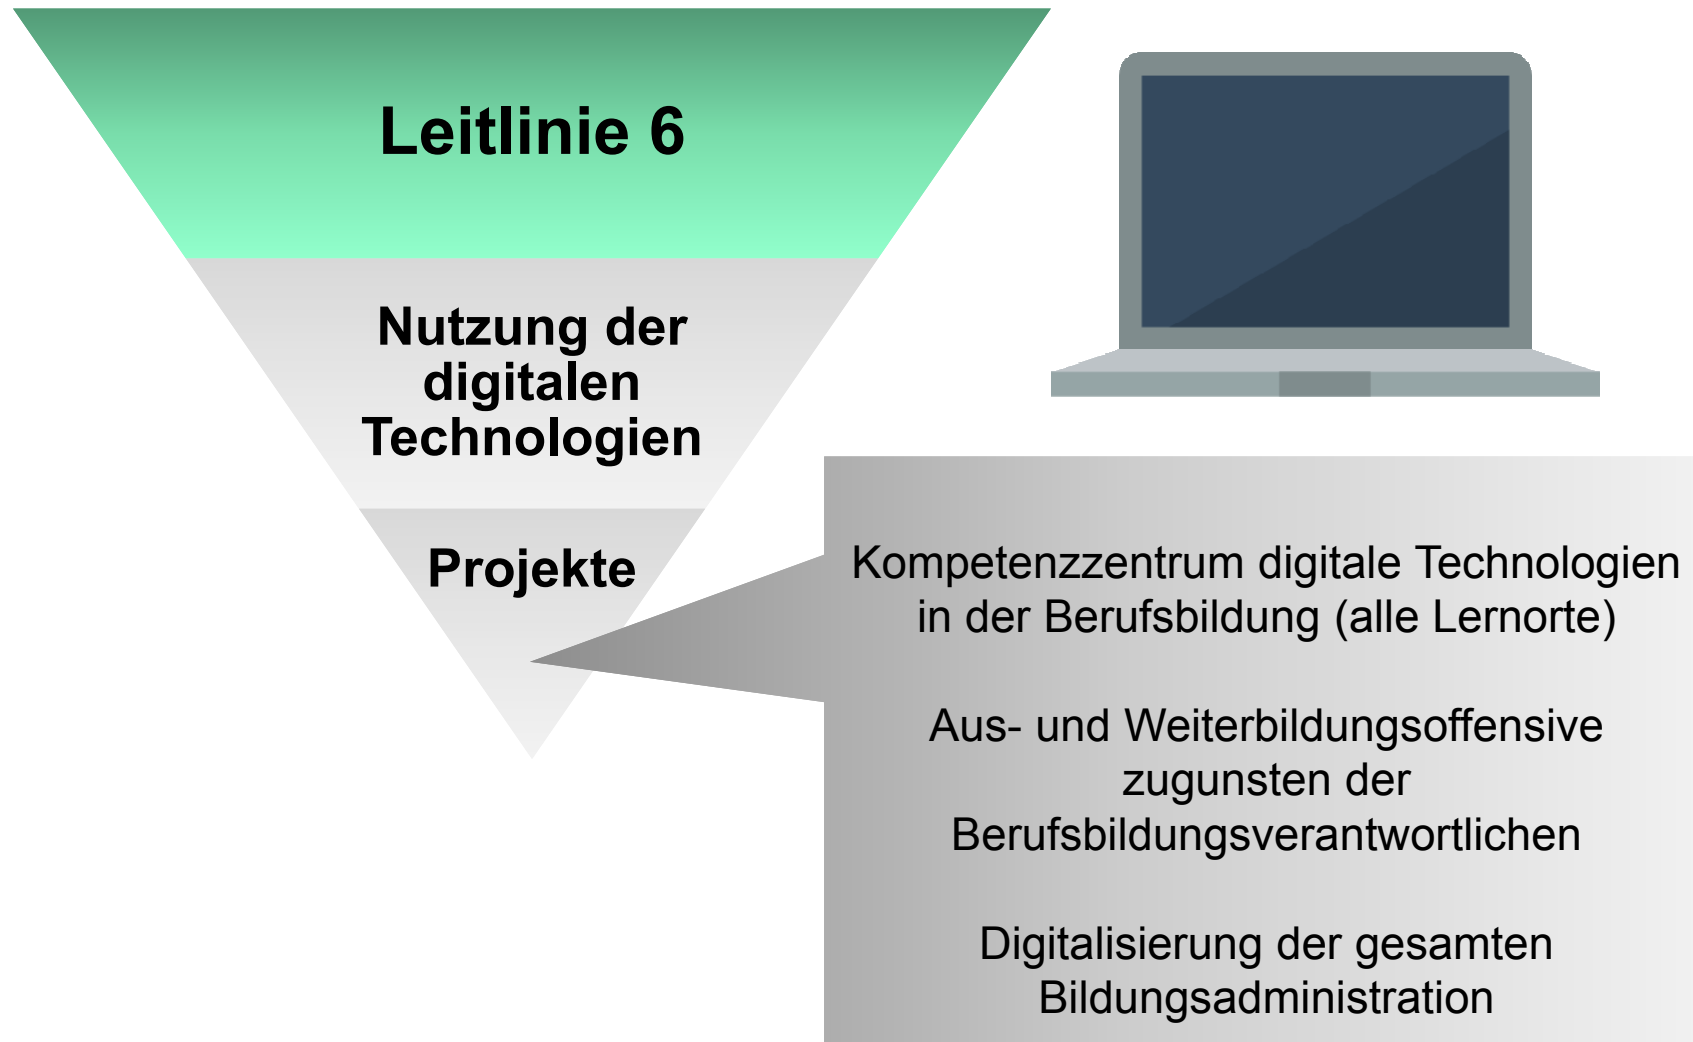 Leitlinie 6
Nutzung der
digitalen
Technologien
Projekte
Kompetenzzentrum digitale Technologien
in der Berufsbildung (alle Lernorte)
Aus- und Weiterbildungsoffensive
zugunsten der
Berufsbildungsverantwortlichen
Digitalisierung der gesamten
Bildungsadministration